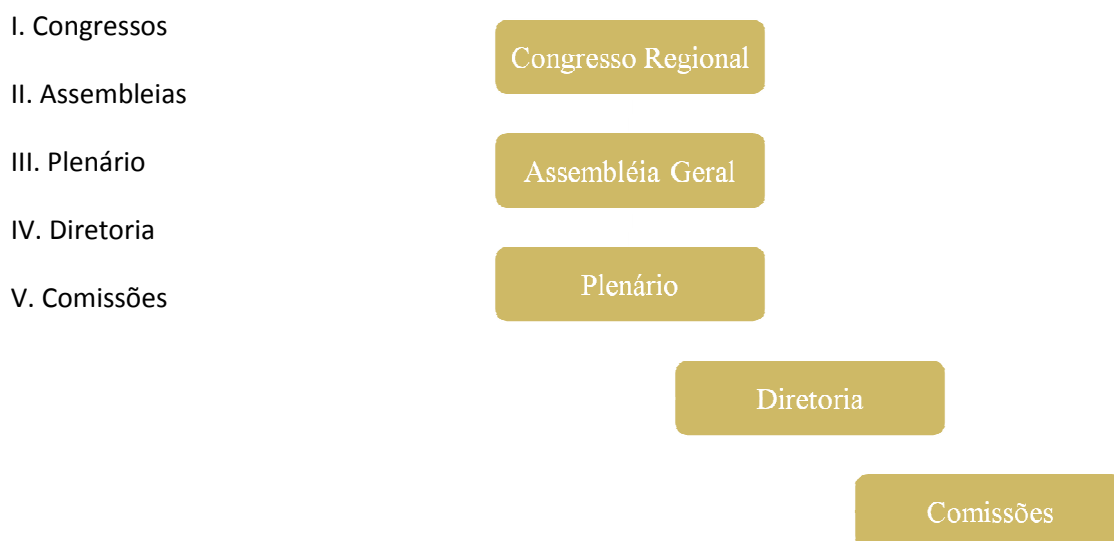 I. Congressos
II. Assembleias
III. Plenário
IV. Diretoria
V. Comissões
Congresso Regional
Assembléia Geral
Plenário
Diretoria
Comissões